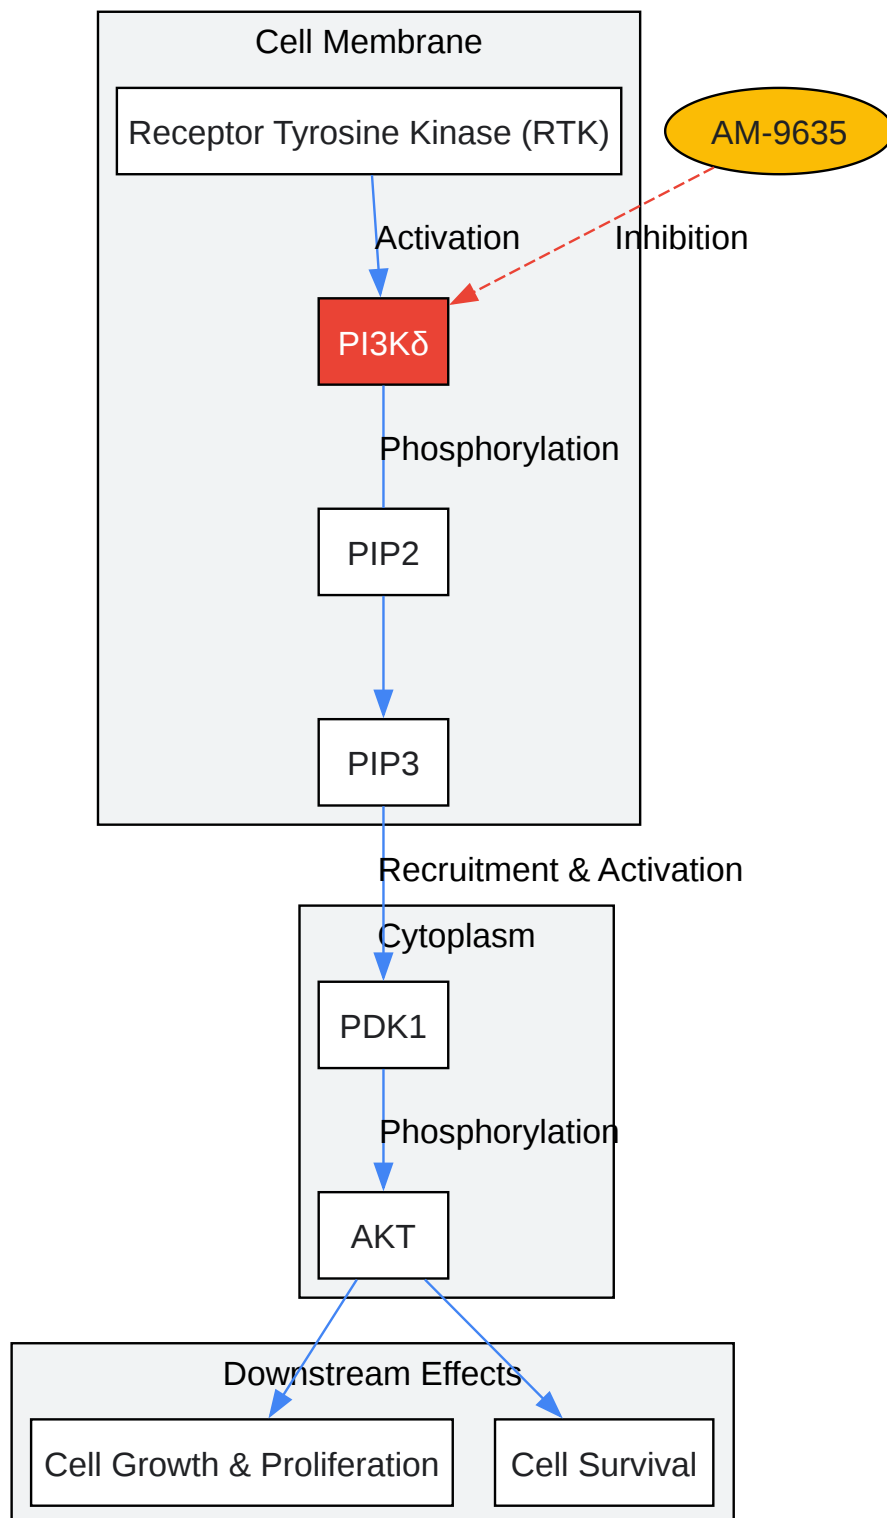 Cell Membrane
Receptor Tyrosine Kinase (RTK)
AM-9635
Activation
Inhibition
PI3Kδ
Phosphorylation
PIP2
PIP3
Recruitment & Activation
Cytoplasm
PDK1
Phosphorylation
AKT
Downstream Effects
Cell Growth & Proliferation
Cell Survival